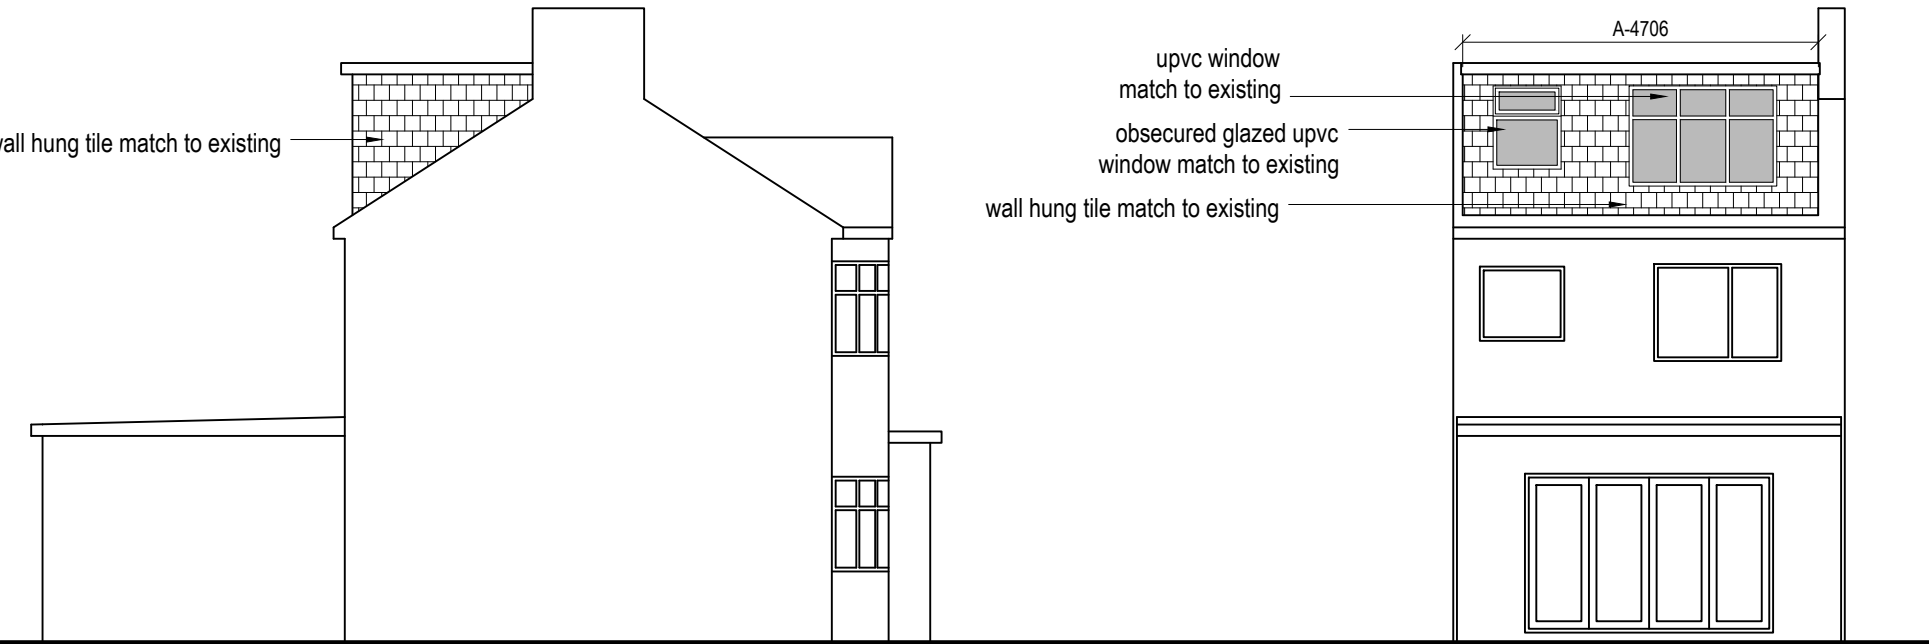 wall hung tile match to existing
A-4706
upvc window
match to existing
obsecured glazed upvc
window match to existing
wall hung tile match to existing